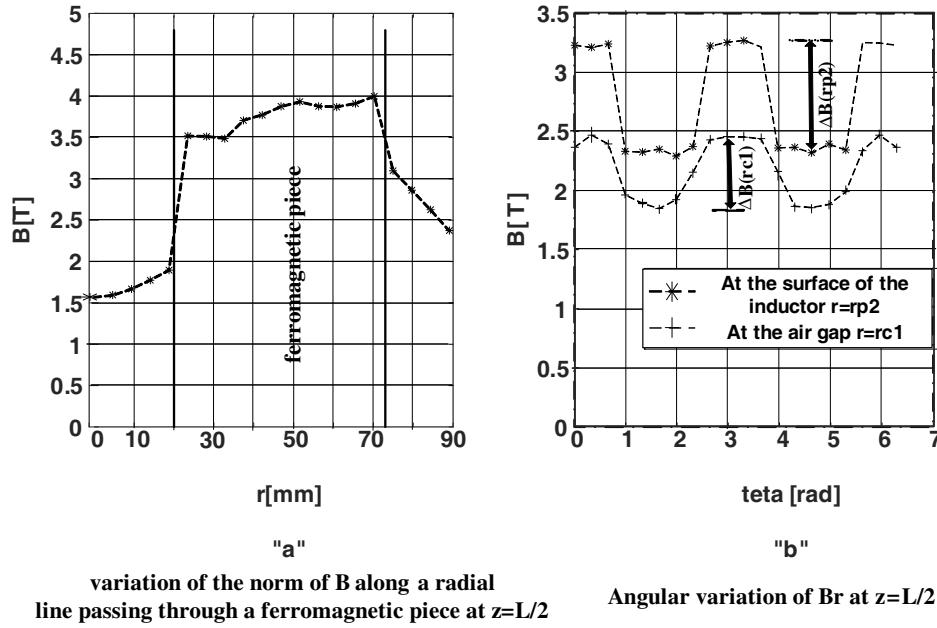 5
4.5
4
3.5
3
2.5
2
1.5
1
0.5
0
B[T]
ferromagnetic piece
0 10 30 50 70 90
r[mm]
"a"
variation of the norm of B along a radial
line passing through a ferromagnetic piece at z=L/2
3.5
3
2.5
2
3.5
1
0.5
0
B[T]
ΔB(rp2)
ΔB(rc1)
At the surface of the
inductor r=rp2
At the air gap r=rc1
0 1 2 3 4 5 6 7
teta [rad]
"b"
Angular variation of Br at z=L/2